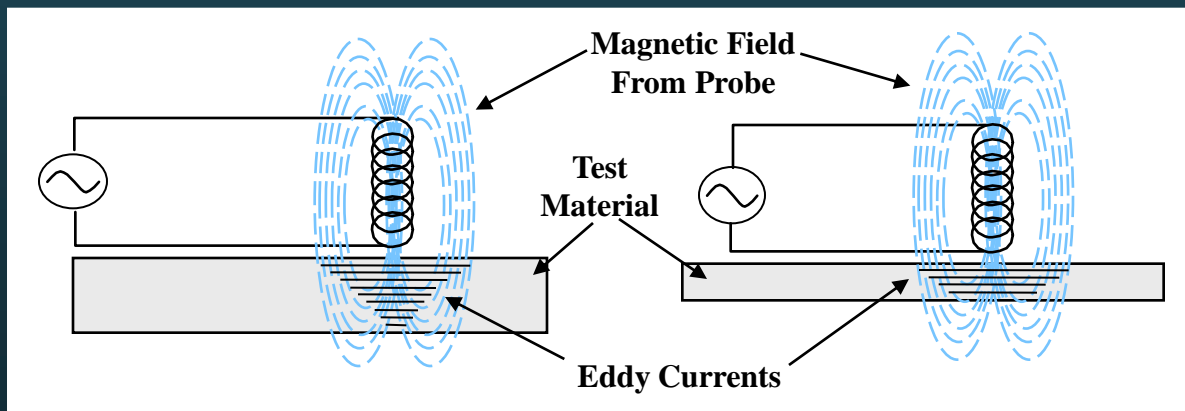 Magnetic Field
From Probe
Test
Material
Eddy Currents